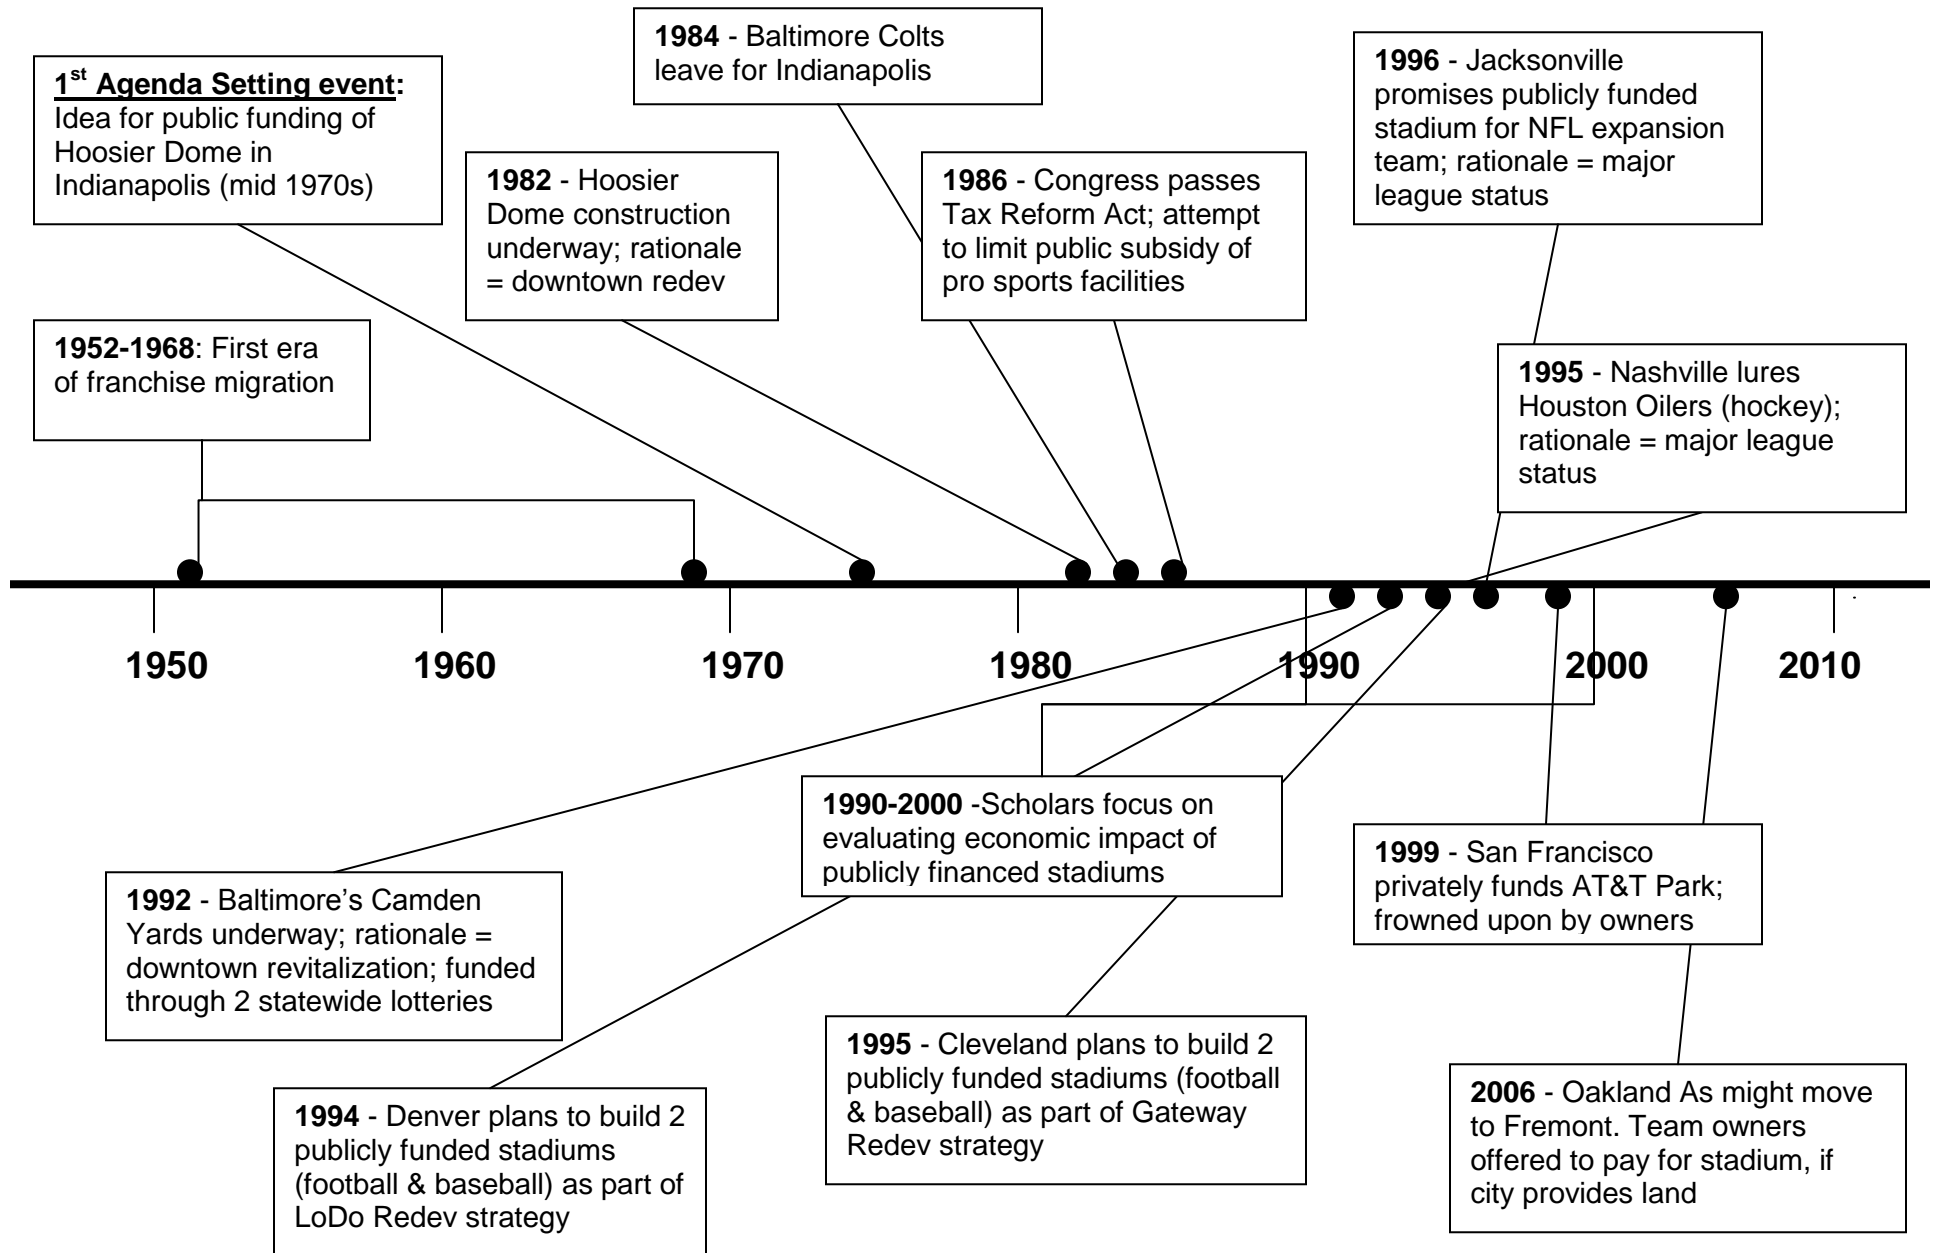 1984 - Baltimore Colts
leave for Indianapolis
1st Agenda Setting event:
Idea for public funding of
Hoosier Dome in
Indianapolis (mid 1970s)
1996 - Jacksonville
promises publicly funded
stadium for NFL expansion
team; rationale = major
league status
1982 - Hoosier
Dome construction
underway; rationale
= downtown redev
1986 - Congress passes
Tax Reform Act; attempt
to limit public subsidy of
pro sports facilities
1952-1968: First era
of franchise migration
1995 - Nashville lures
Houston Oilers (hockey);
rationale = major league
status
1950
1960
1970
1980
1990
2000
2010
1990-2000 -Scholars focus on
evaluating economic impact of
publicly financed stadiums
1992 - Baltimore’s Camden
Yards underway; rationale =
downtown revitalization; funded
through 2 statewide lotteries
1999 - San Francisco
privately funds AT&T Park;
frowned upon by owners
1995 - Cleveland plans to build 2
publicly funded stadiums (football
& baseball) as part of Gateway
Redev strategy
1994 - Denver plans to build 2
publicly funded stadiums
(football & baseball) as part of
LoDo Redev strategy
2006 - Oakland As might move
to Fremont. Team owners
offered to pay for stadium, if
city provides land